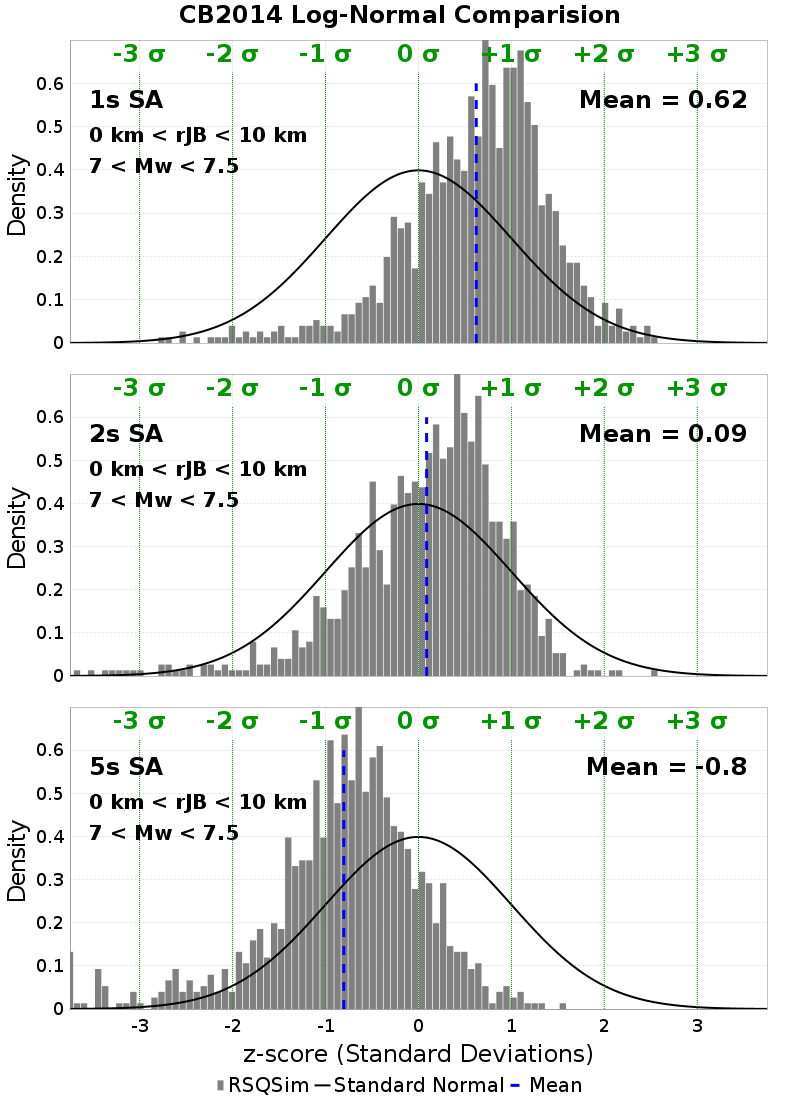 CB2014 Log-Normal Comparision
-3 σ -2 σ -1 σ 0 σ +1 σ +2 σ +3 σ
0.6
1s SA
Mean = 0.62
0.5
0 km < rJB < 10 km
7 < Mw < 7.5
0.4
0.3
0.2
0.1
0
Density
-3 σ -2 σ -1 σ 0 σ +1 σ +2 σ +3 σ
0.6
2s SA
Mean = 0.09
0.5
0 km < rJB < 10 km
7 < Mw < 7.5
0.4
0.3
0.2
0.1
0
Density
-3 σ -2 σ -1 σ 0 σ +1 σ +2 σ +3 σ
0.6
5s SA
Mean = -0.8
0.5
0 km < rJB < 10 km
7 < Mw < 7.5
0.4
0.3
0.2
0.1
0
Density
-3 -2 -1 0 1 2 3
z-score (Standard Deviations)
RSQSim Standard Normal Mean